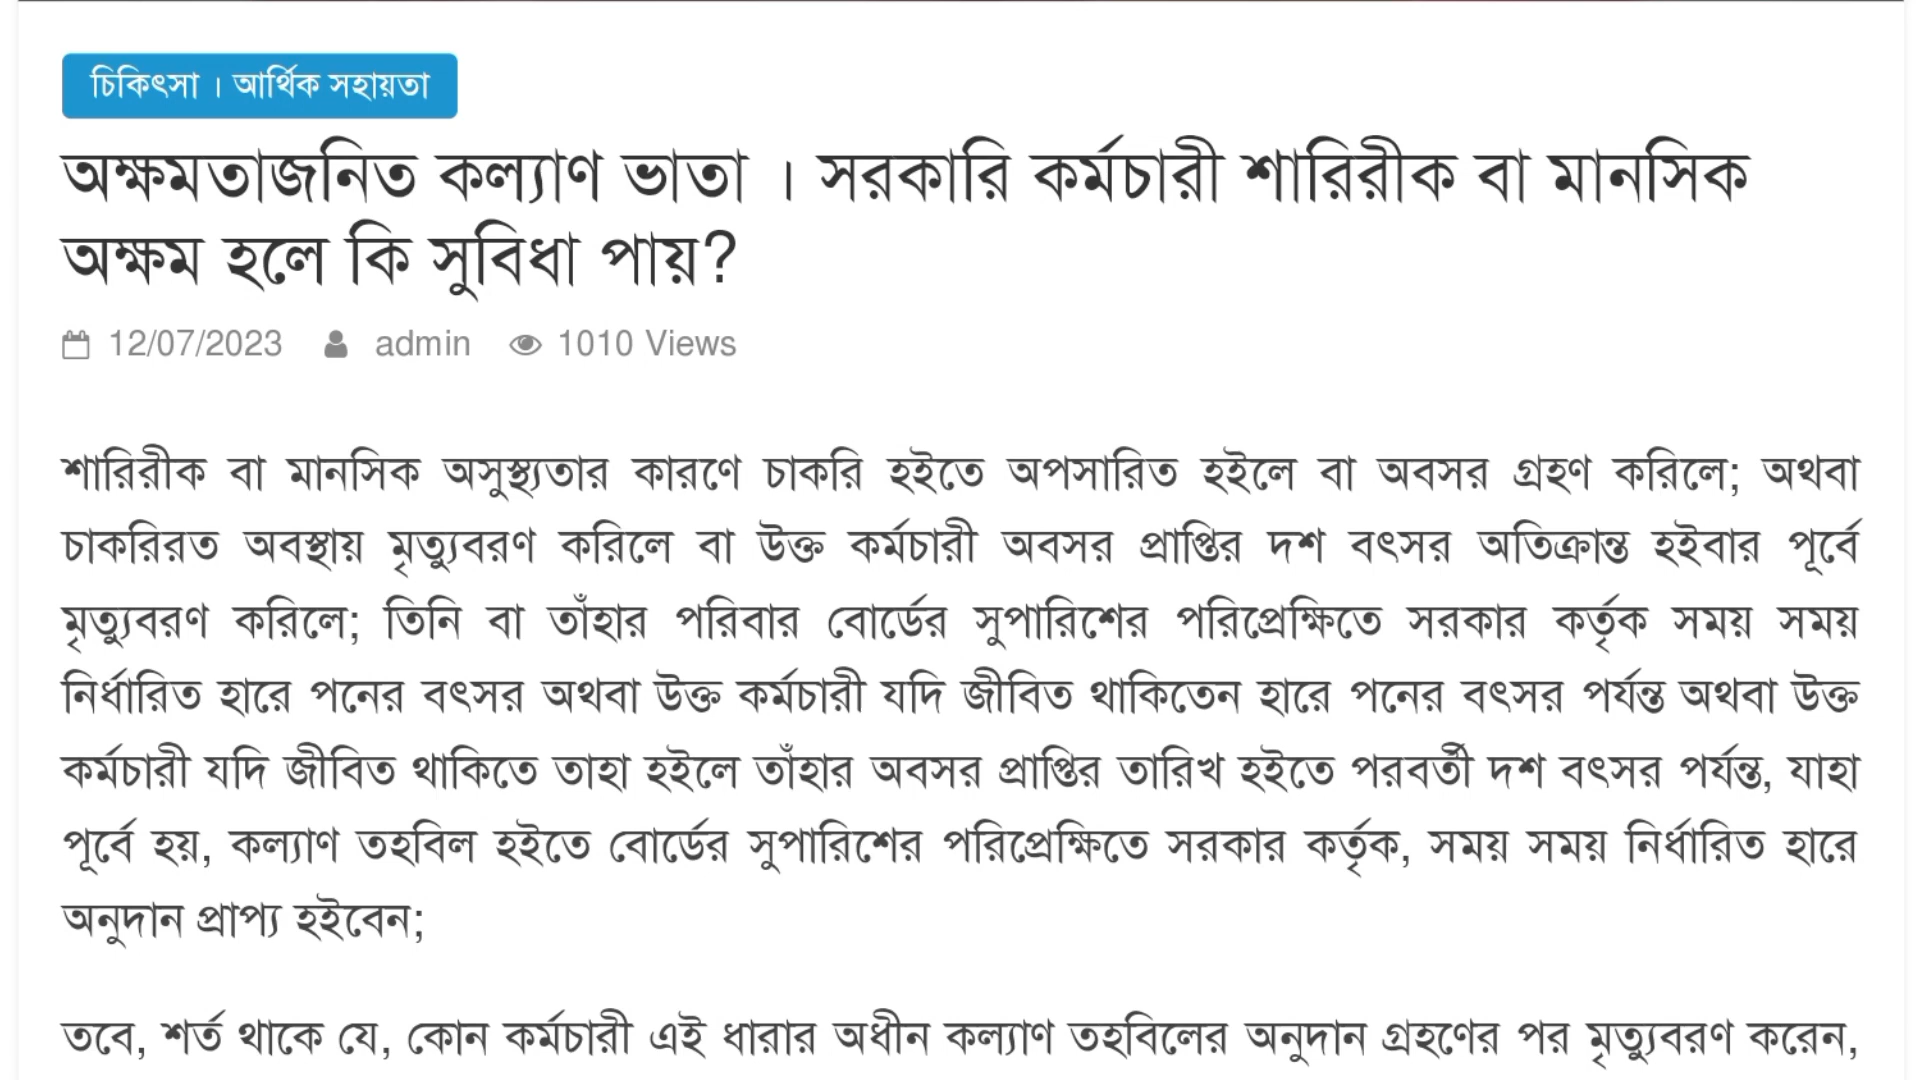 চিকিৎসা । আর্থিক সহায়তা
অক্ষমতাজনিত কল্যাণ ভাতা । সরকারি কর্মচারী শারিরীক বা মানসিক
অক্ষম হলে কি সুবিধা পায়?
12/07/2023 admin 1010 Views
শারিরীক বা মানসিক অসুস্থ্যতার কারণে চাকরি হইতে অপসারিত হইলে বা অবসর গ্রহণ করিলে; অথবা
চাকরিরত অবস্থায় মৃত্যুবরণ করিলে বা উক্ত কর্মচারী অবসর প্রাপ্তির দশ বৎসর অতিক্রান্ত হইবার পূর্বে
মৃত্যুবরণ করিলে; তিনি বা তাঁহার পরিবার বোর্ডের সুপারিশের পরিপ্রেক্ষিতে সরকার কর্তৃক সময় সময়
নির্ধারিত হারে পনের বৎসর অথবা উক্ত কর্মচারী যদি জীবিত থাকিতেন হারে পনের বৎসর পর্যন্ত অথবা উক্ত
কর্মচারী যদি জীবিত থাকিতে তাহা হইলে তাঁহার অবসর প্রাপ্তির তারিখ হইতে পরবর্তী দশ বৎসর পর্যন্ত, যাহা
পূর্বে হয়, কল্যাণ তহবিল হইতে বোর্ডের সুপারিশের পরিপ্রেক্ষিতে সরকার কর্তৃক, সময় সময় নির্ধারিত হারে
অনুদান প্রাপ্য হইবেন;
তবে, শর্ত থাকে যে, কোন কর্মচারী এই ধারার অধীন কল্যাণ তহবিলের অনুদান গ্রহণের পর মৃত্যুবরণ করেন,